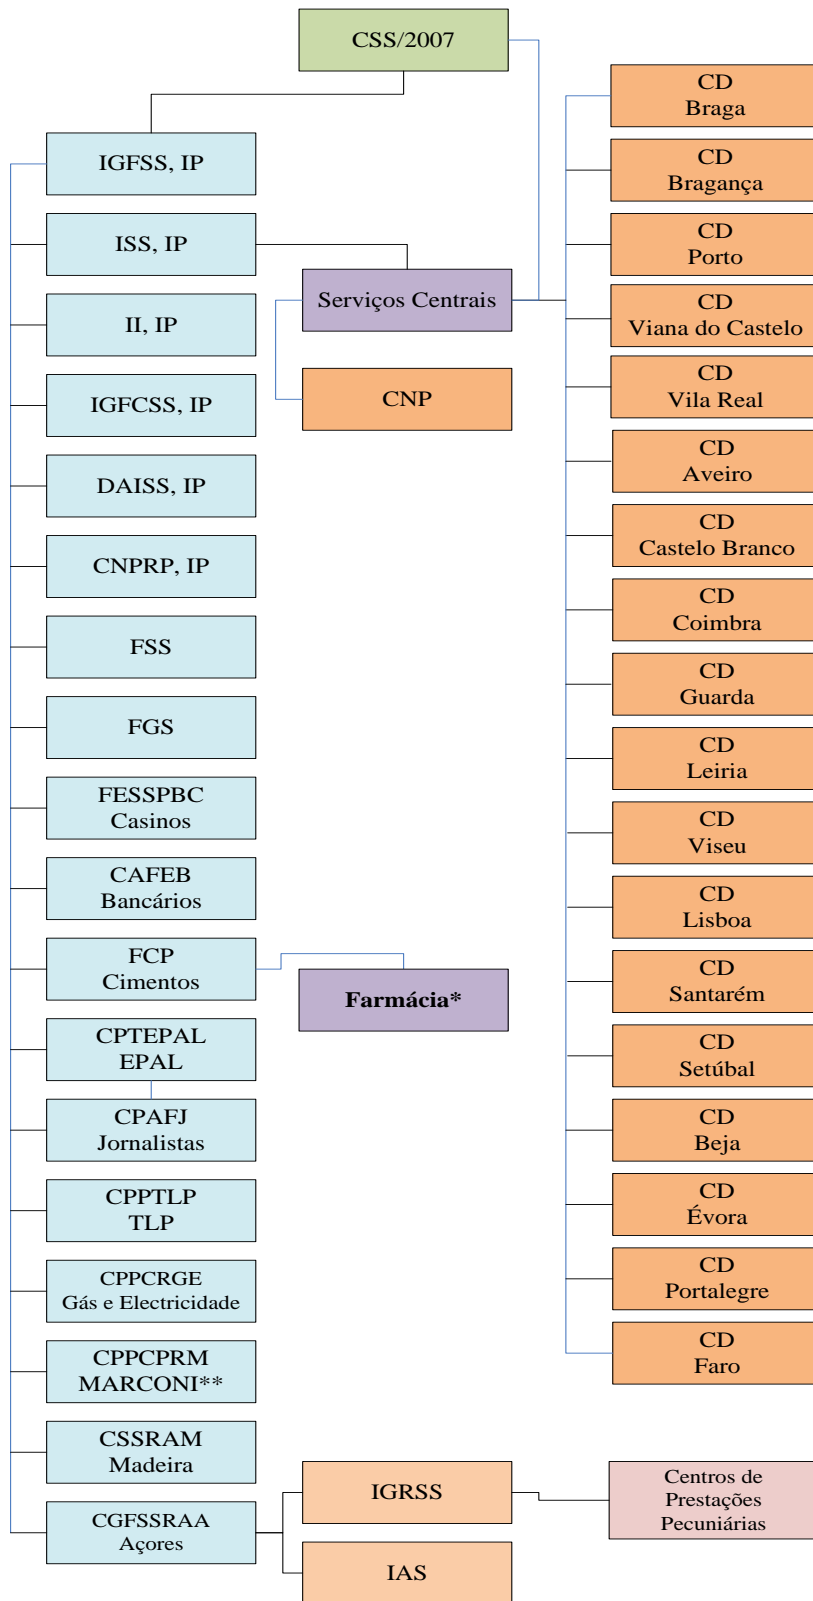 CSS/2007
IGFSS, IP
ISS, IP
II, IP
IGFCSS, IP
DAISS, IP
CNPRP, IP
FSS
FGS
FESSPBC
Casinos
CAFEB
Bancários
FCP
Cimentos
CPTEPAL
EPAL
CPAFJ
Jornalistas
CPPTLP
TLP
CPPCRGE
Gás e Electricidade
CPPCPRM
MARCONI**
CSSRAM
Madeira
CGFSSRAA
Açores
Serviços Centrais
CNP
Farmácia*
IGRSS
IAS
CD
Braga
CD
Bragança
CD
Porto
CD
Viana do Castelo
CD
Vila Real
CD
Aveiro
CD
Castelo Branco
CD
Coimbra
CD
Guarda
CD
Leiria
CD
Viseu
CD
Lisboa
CD
Santarém
CD
Setúbal
CD
Beja
CD
Évora
CD
Portalegre
CD
Faro
Centros de
Prestações
Pecuniárias